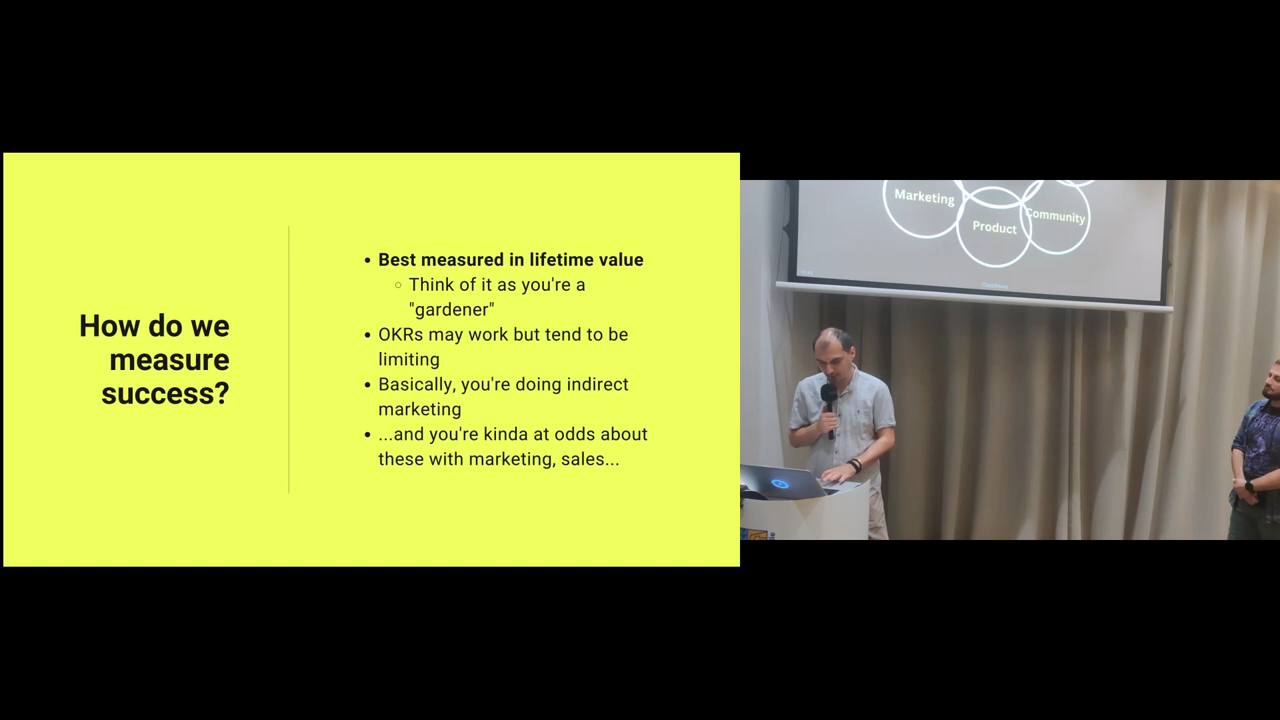 How do we
measure
success?
• Best measured in lifetime value
○ Think of it as you're a
"gardener"
• OKRs may work but tend to be
limiting
• Basically, you're doing indirect
marketing
• ...and you're kinda at odds about
these with marketing, sales...
Marketing
Product
Community